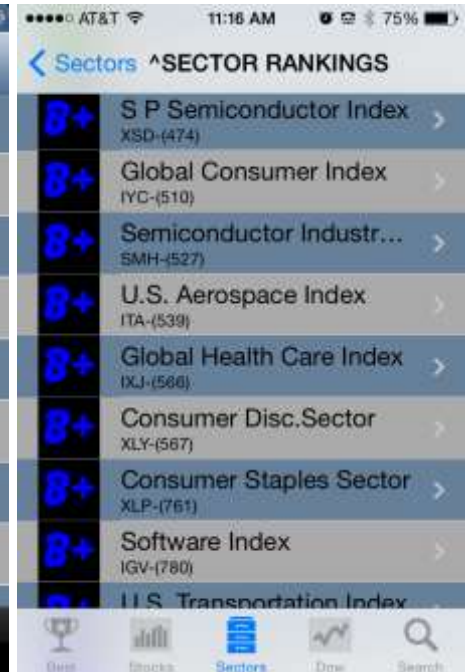 AT&T 11:16 AM 75%
Sectors ^SECTOR RANKINGS
B+ S P Semiconductor Index
XSD-(474)
B+ Global Consumer Index
IYC-(510)
B+ Semiconductor Industr...
SMH-(527)
B+ U.S. Aerospace Index
ITA-(539)
B+ Global Health Care Index
IXJ-(566)
B+ Consumer Disc.Sector
XLY-(567)
B+ Consumer Staples Sector
XLP-(761)
B+ Software Index
IGV-(780)
U.S. Transportation Index
Best Stocks Sectors Dow Search